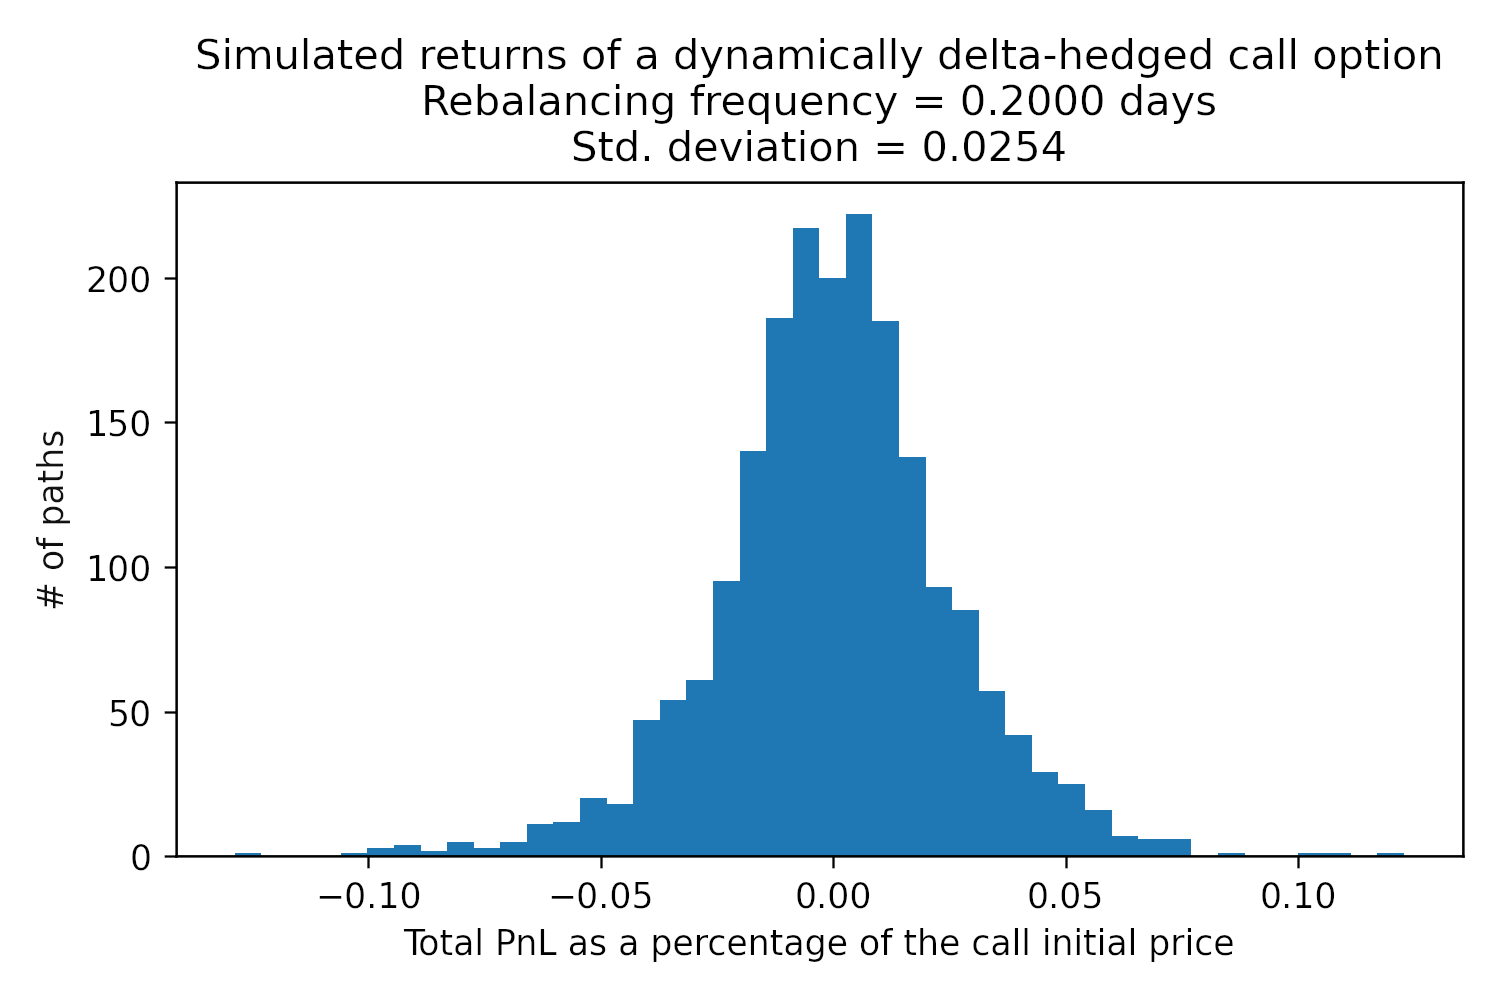 Simulated returns of a dynamically delta-hedged call option
Rebalancing frequency = 0.2000 days
Std. deviation = 0.0254
200
150
100
50
0
# of paths
−0.10 −0.05 0.00 0.05 0.10
Total PnL as a percentage of the call initial price